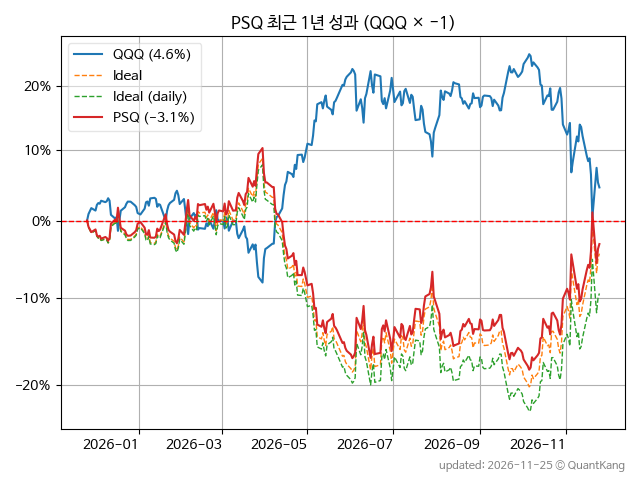 PSQ 최근 1년 성과 (QQQ × −1)
QQQ (4.6%)
Ideal
Ideal (daily)
PSQ (−3.1%)
20%
10%
0%
−10%
−20%
2026-01
2026-03
2026-05
2026-07
2026-09
2026-11
updated: 2026-11-25 © QuantKang